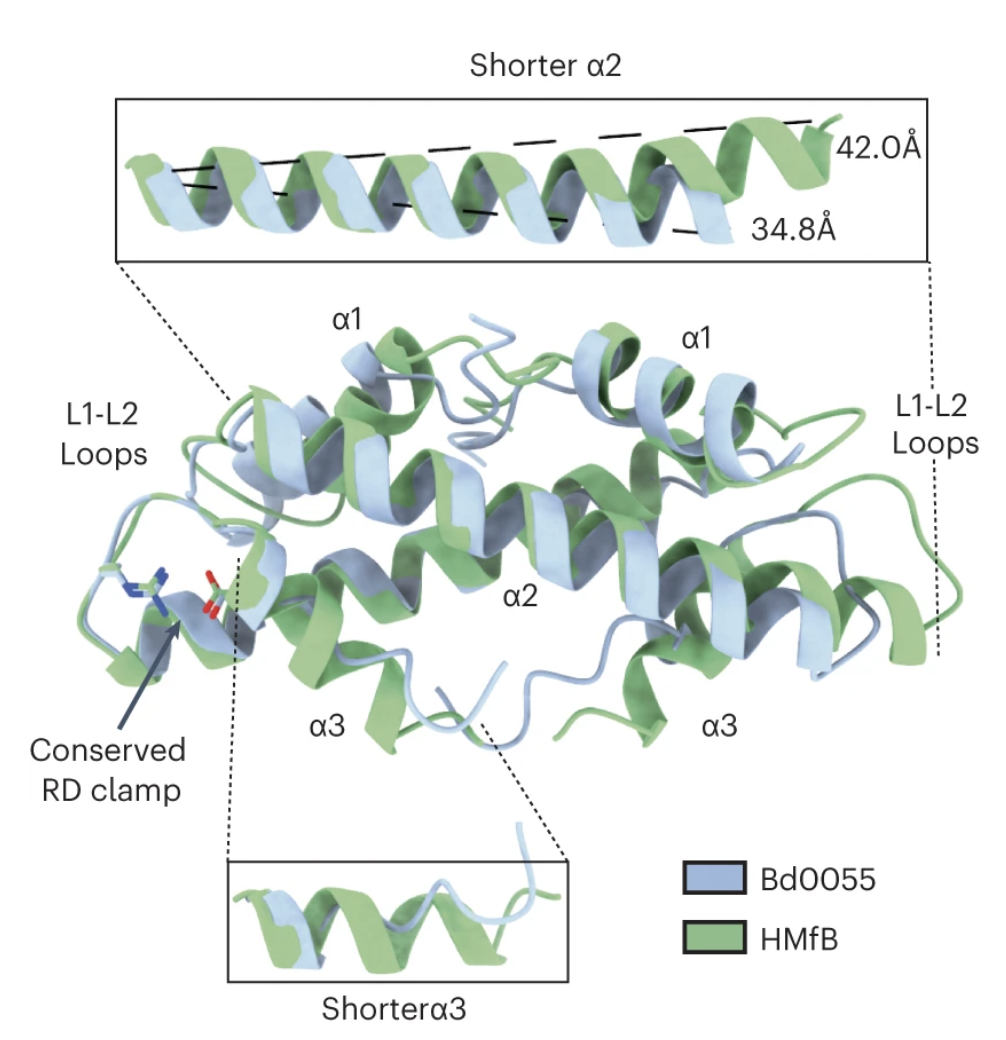 Shorter α2
42.0Å
34.8Å
α1
α1
L1-L2
Loops
L1-L2
Loops
α2
α3
α3
Conserved
RD clamp
Bd0055
HMfB
Shorterα3